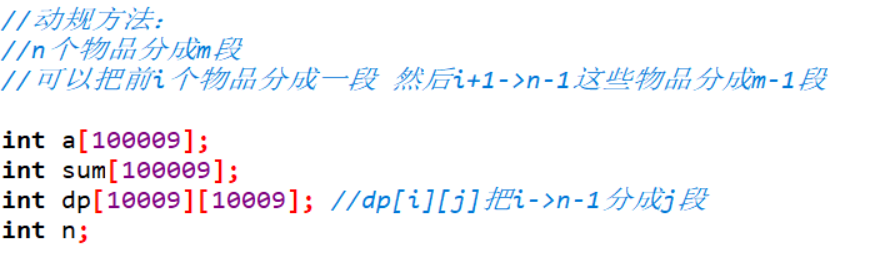 //动规方法：
//n个物品分成m段
//可以把前i个物品分成一段 然后i+1->n-1这些物品分成m-1段
int a[100009];
int sum[100009];
int dp[10009][10009]; //dp[i][j]把i->n-1分成j段
int n;